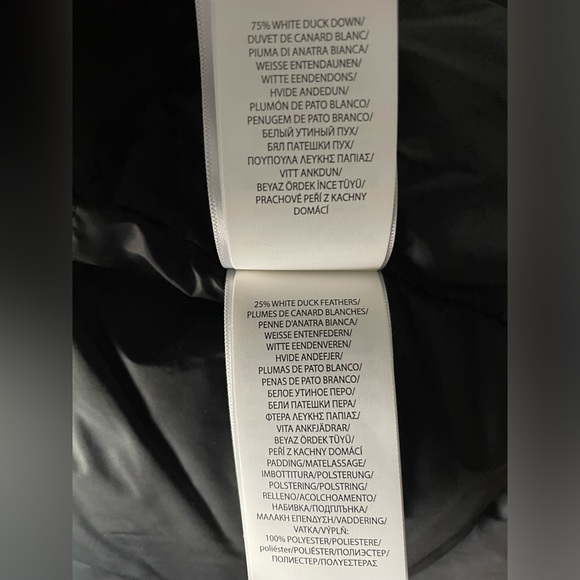 75% WHITE DUCK DOWN/
DUVET DE CANARD BLANC/
PIUMA DI ANATRA BIANCA/
WEISSE ENTENDAUNEN/
WITTE EENDENDONS/
HVIDE ANDEDUN/
PLUMÓN DE PATO BLANCO/
PENUGEM DE PATO BRANCO/
БЕЛЫЙ УТИНЫЙ ПУХ/
БЯЛ ПАТЕШКИ ПУХ/
ΠΟΥΠΟΥΛΑ ΛΕΥΚΗΣ ΠΑΠΙΑΣ/
VITT ANKDUN/
BEYAZ ÖRDEK İNCE TÜYÜ/
PRACHOVÉ PEŘÍ Z KACHNY
DOMÁCÍ
25% WHITE DUCK FEATHERS/
PLUMES DE CANARD BLANCHES/
PENNE D'ANATRA BIANCA/
WEISSE ENTENFEDERN/
WITTE EENDENVEREN/
HVIDE ANDEFJER/
PLUMAS DE PATO BLANCO/
PENAS DE PATO BRANCO/
БЕЛОЕ УТИНОЕ ПЕРО/
БЕЛИ ПАТЕШКИ ПЕРА/
ΦΤΕΡΑ ΛΕΥΚΗΣ ΠΑΠΙΑΣ/
VITA ANKFJÄDRAR/
BEYAZ ÖRDEK TÜYÜ/
PEŘÍ Z KACHNY DOMÁCÍ
PADDING/MATELASSAGE/
IMBOTTITURA/POLSTERUNG/
POLSTERING/POLSTRING/
RELLENO/ACOLCHOAMENTO/
НАБИВКА/ПОДПЛЪНКА/
ΜΑΛΑΚΗ ΕΠΕΝΔΥΣΗ/VADDERING/
VATKA/VÝPLŇ:
100% POLYESTER/POLIESTERE/
poliéster/POLIÉSTER/ПОЛИЭСТЕР/
ПОЛИЕСТЕР/ΠΟΛΥΕΣΤΕΡΑΣ